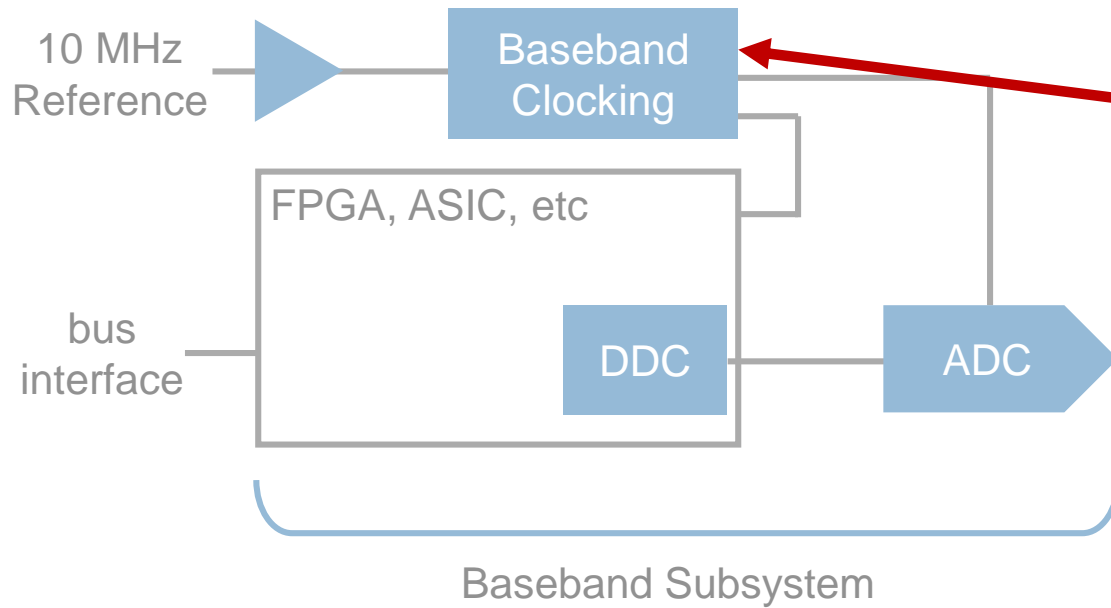 10 MHz
Reference
Baseband
Clocking
FPGA, ASIC, etc
bus
interface
DDC
ADC
Baseband Subsystem